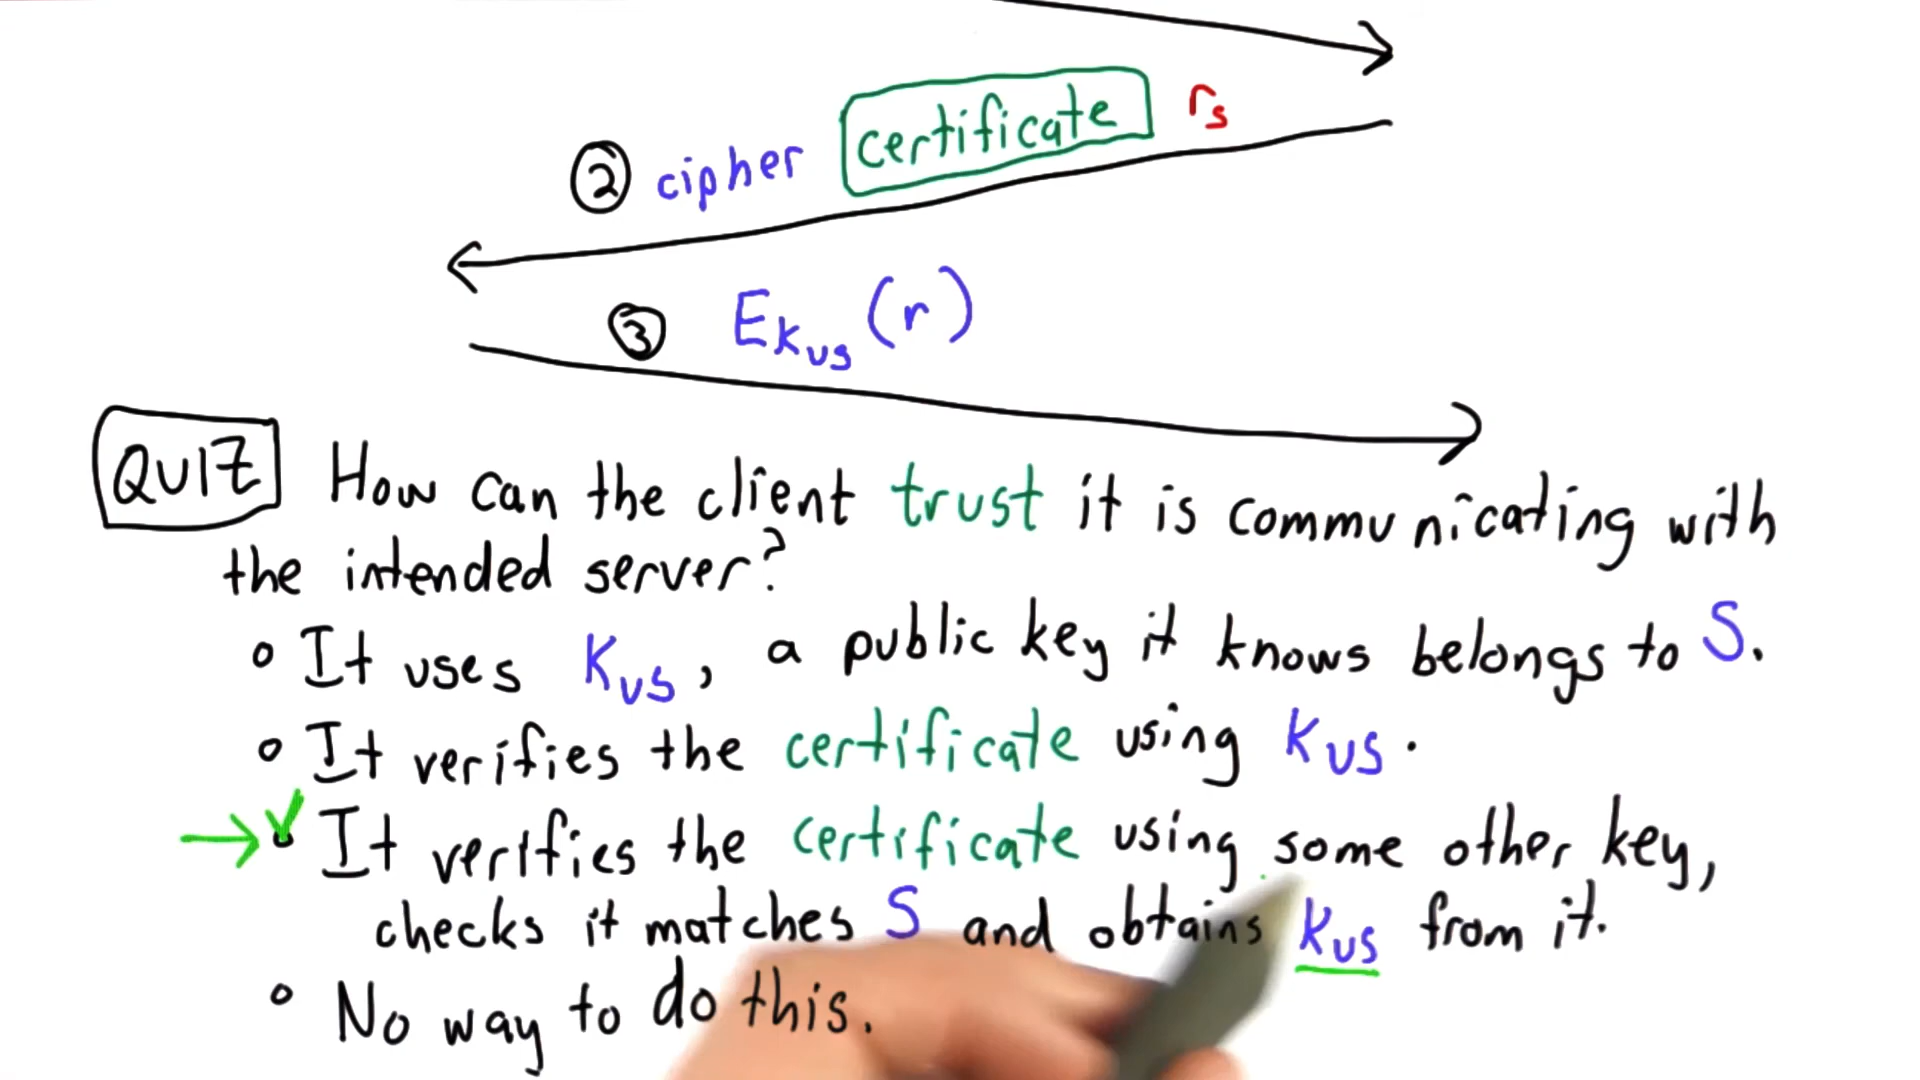 ② cipher certificate rs
③ EKUS(r)
QUIZ How can the client trust it is communicating with
the intended server?
• It uses KUS, a public key it knows belongs to S.
• It verifies the certificate using KUS.
→✓• It verifies the certificate using some other key,
checks it matches S and obtains KUS from it.
• No way to do this.